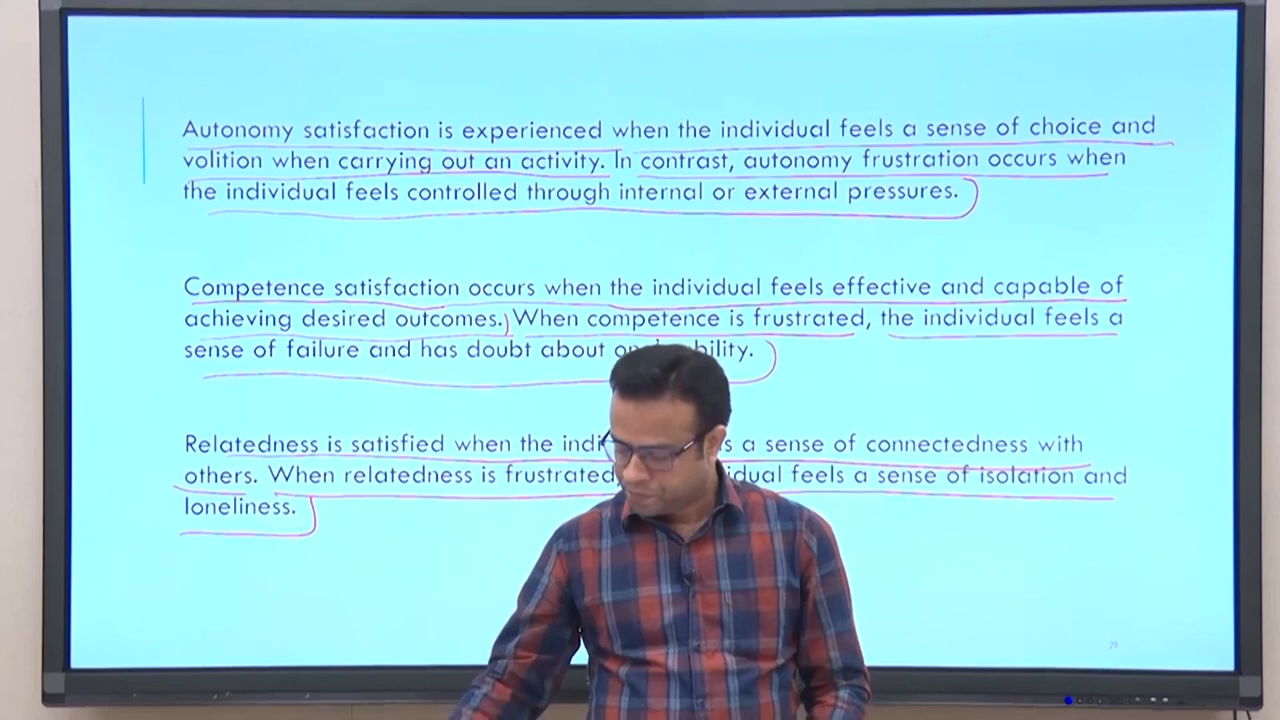 Autonomy satisfaction is experienced when the individual feels a sense of choice and
volition when carrying out an activity. In contrast, autonomy frustration occurs when
the individual feels controlled through internal or external pressures.
Competence satisfaction occurs when the individual feels effective and capable of
achieving desired outcomes. When competence is frustrated, the individual feels a
sense of failure and has doubt about
Relatedness is satisfied when the a sense of connectedness with
others. When relatedness is frustrated feels a sense of isolation and
loneliness.